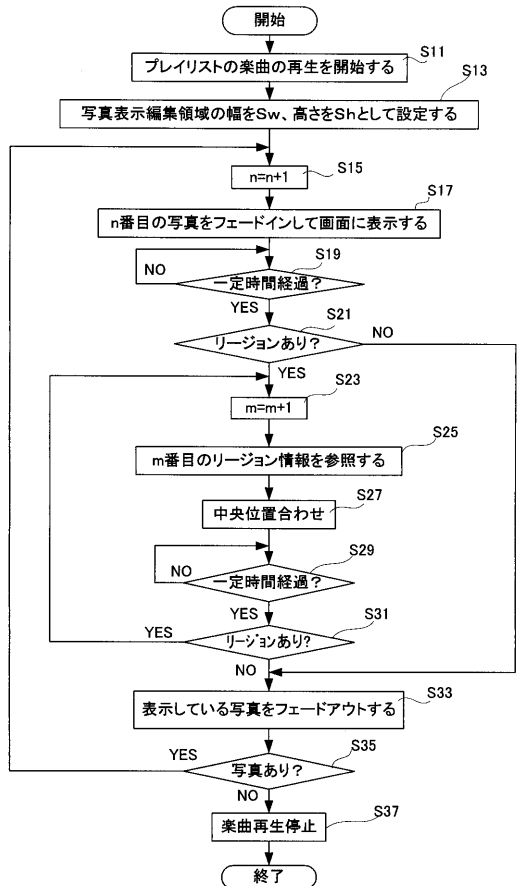 開始
S11
プレイリストの楽曲の再生を開始する
S13
写真表示編集領域の幅をSw、高さをShとして設定する
S15
n=n+1
S17
n番目の写真をフェードインして画面に表示する
S19
NO
一定時間経過？
YES
S21
NO
リージョンあり？
YES
S23
m=m+1
S25
m番目のリージョン情報を参照する
S27
中央位置合わせ
S29
NO
一定時間経過？
YES
S31
YES
リージョンあり?
NO
S33
表示している写真をフェードアウトする
S35
YES
写真あり？
NO
S37
楽曲再生停止
終了